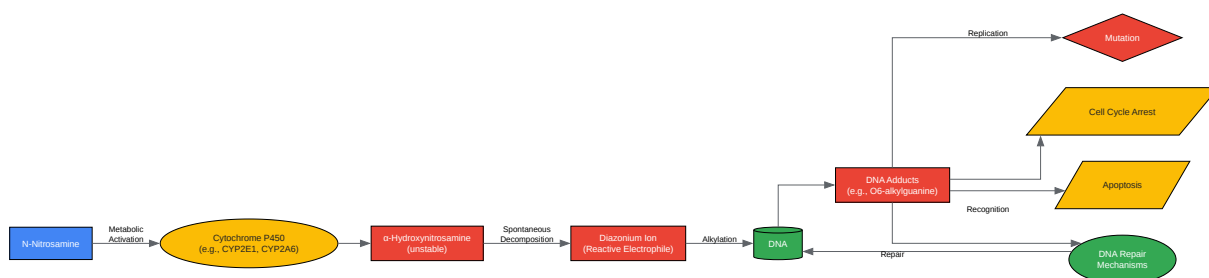 Replication
Mutation
Cell Cycle Arrest
DNA Adducts
(e.g., O6-alkylguanine)
Apoptosis
Recognition
N-Nitrosamine
Metabolic
Activation
Cytochrome P450
(e.g., CYP2E1, CYP2A6)
α-Hydroxynitrosamine
(unstable)
Spontaneous
Decomposition
Diazonium Ion
(Reactive Electrophile)
Alkylation
DNA
Repair
DNA Repair
Mechanisms